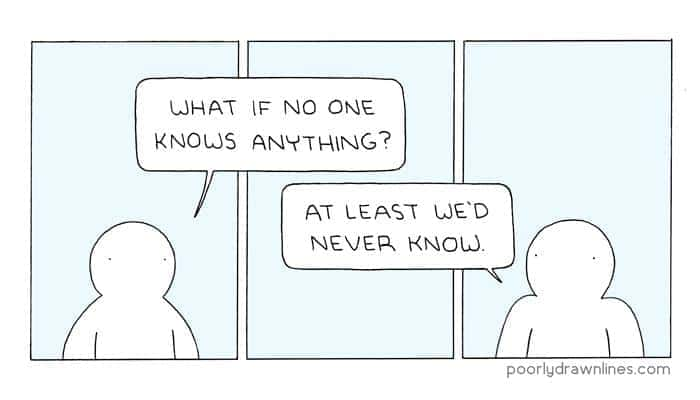 WHAT IF NO ONE
KNOWS ANYTHING?
AT LEAST WE'D
NEVER KNOW.
poorlydrawnlines.com